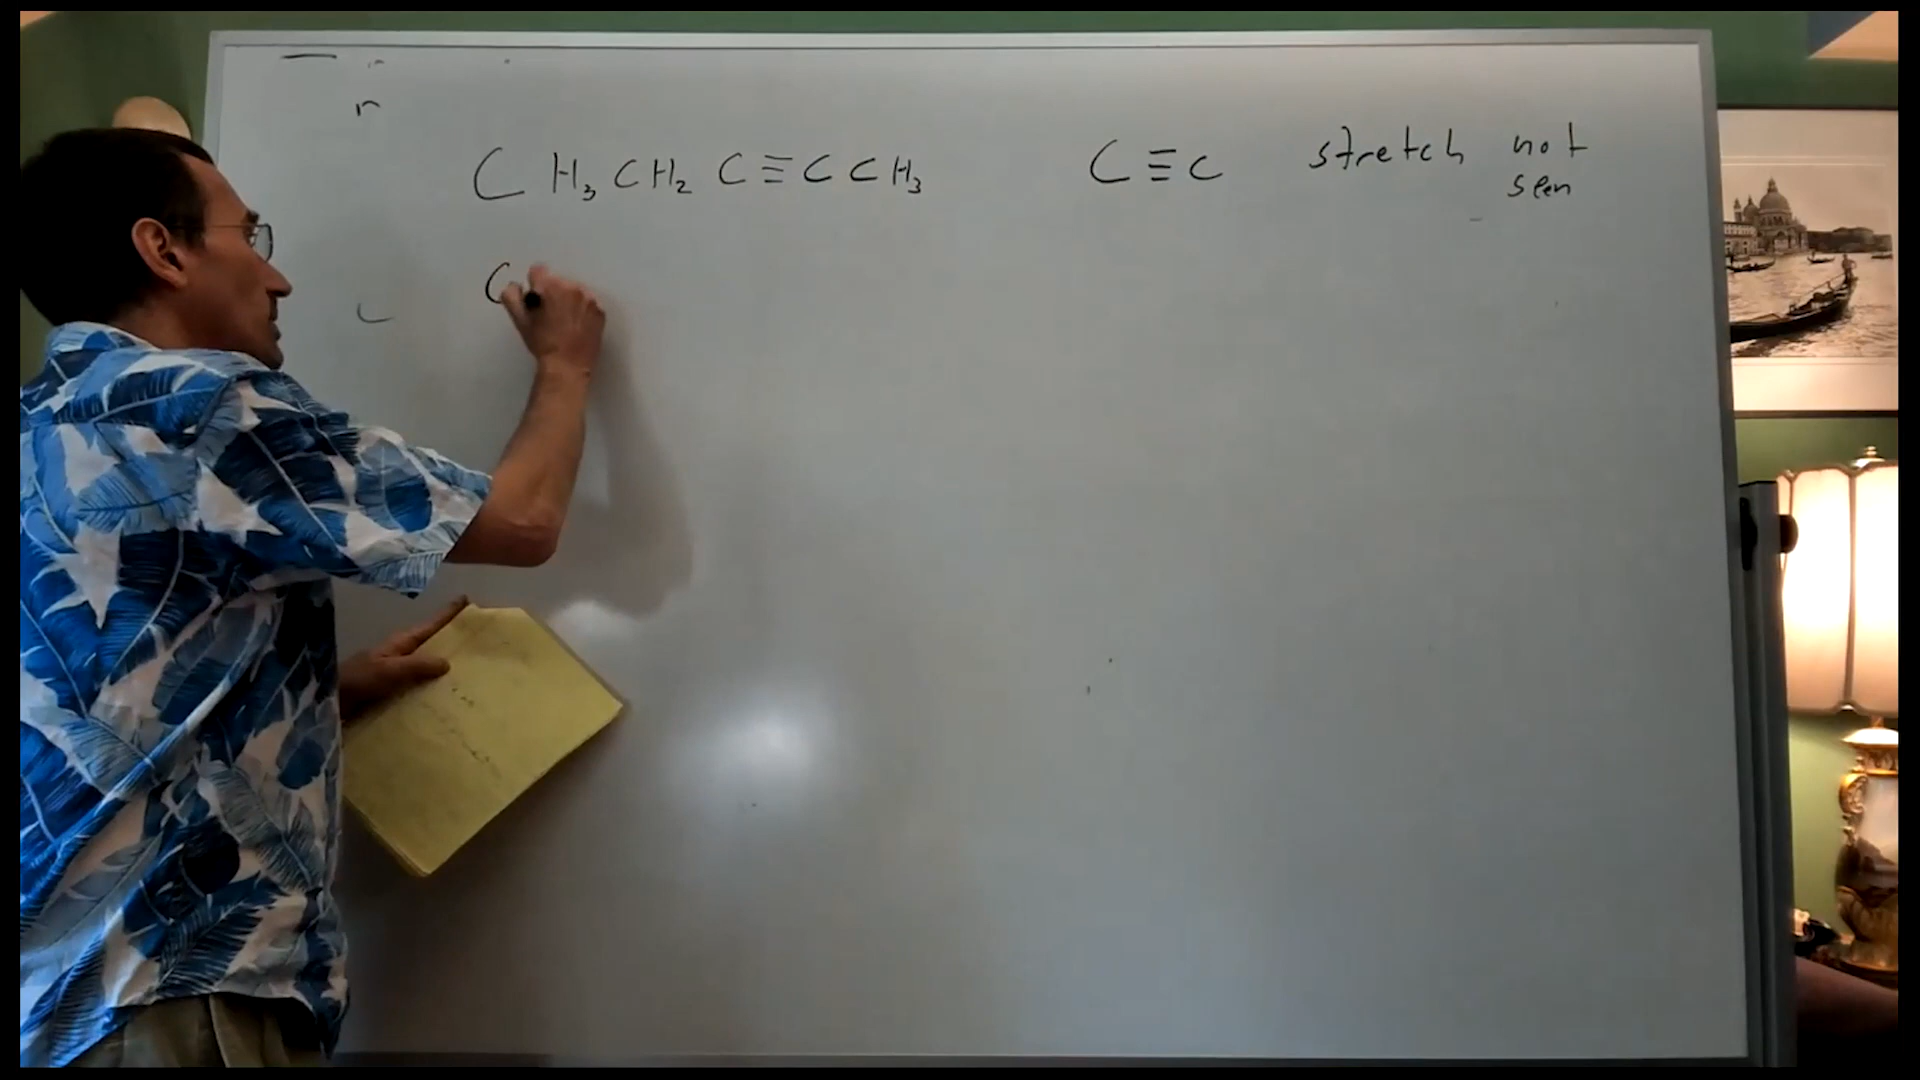 CH₃CH₂C≡CCH₃ C≡C stretch not seen
C